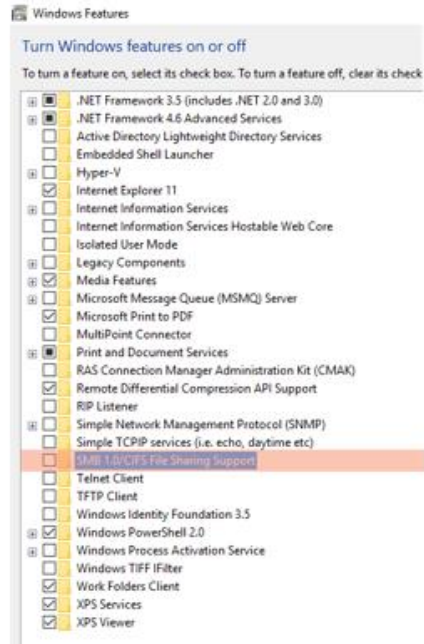 Windows Features
Turn Windows features on or off
To turn a feature on, select its check box. To turn a feature off, clear its check
.NET Framework 3.5 (includes .NET 2.0 and 3.0)
.NET Framework 4.6 Advanced Services
Active Directory Lightweight Directory Services
Embedded Shell Launcher
Hyper-V
Internet Explorer 11
Internet Information Services
Internet Information Services Hostable Web Core
Isolated User Mode
Legacy Components
Media Features
Microsoft Message Queue (MSMQ) Server
Microsoft Print to PDF
MultiPoint Connector
Print and Document Services
RAS Connection Manager Administration Kit (CMAK)
Remote Differential Compression API Support
RIP Listener
Simple Network Management Protocol (SNMP)
Simple TCPIP services (i.e. echo, daytime etc)
SMB 1.0/CIFS File Sharing Support
Telnet Client
TFTP Client
Windows Identity Foundation 3.5
Windows PowerShell 2.0
Windows Process Activation Service
Windows TIFF IFilter
Work Folders Client
XPS Services
XPS Viewer